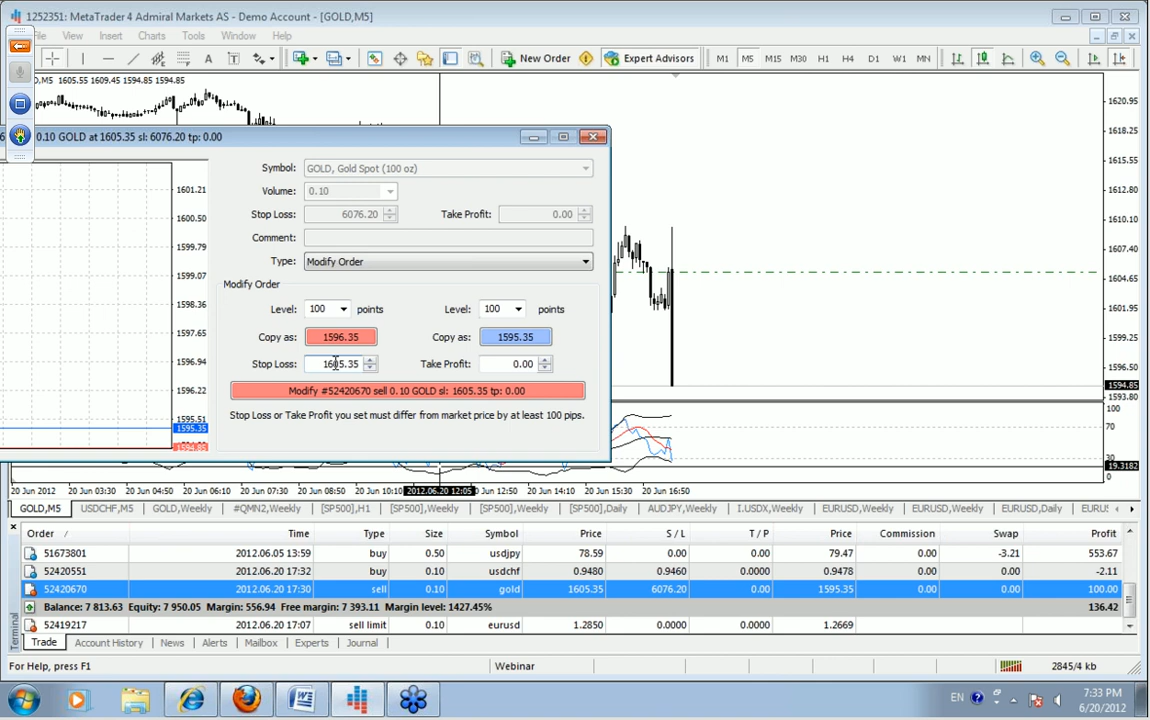 1252351: MetaTrader 4 Admiral Markets AS - Demo Account - [GOLD,M5]
View Insert Charts Tools Window Help
New Order Expert Advisors M1 M5 M15 M30 H1 H4 D1 W1 MN
,M5 1605.55 1609.45 1594.85 1594.85
0.10 GOLD at 1605.35 sl: 6076.20 tp: 0.00
Symbol: GOLD, Gold Spot (100 oz)
Volume: 0.10
Stop Loss: 6076.20 Take Profit: 0.00
Comment:
Type: Modify Order
Modify Order
Level: 100 points Level: 100 points
Copy as: 1596.35 Copy as: 1595.35
Stop Loss: 1605.35 Take Profit: 0.00
Modify #52420670 sell 0.10 GOLD sl: 1605.35 tp: 0.00
Stop Loss or Take Profit you set must differ from market price by at least 100 pips.
1601.21
1600.50
1599.79
1599.07
1598.36
1597.65
1596.94
1596.22
1595.51
1595.35
1594.85
1620.95
1618.25
1615.55
1612.80
1610.10
1607.40
1604.65
1601.95
1599.25
1596.50
1594.85
1593.80
100
70
30
19.3182
0
20 Jun 2012 20 Jun 03:30 20 Jun 04:50 20 Jun 06:10 20 Jun 07:30 20 Jun 08:50 20 Jun 10:10 2012.06.20 12:05 0 Jun 12:50 20 Jun 14:10 20 Jun 15:30 20 Jun 16:50
GOLD,M5 USDCHF,M5 GOLD,Weekly #QMN2,Weekly [SP500],H1 [SP500],Weekly [SP500],Weekly [SP500],Daily AUDJPY,Weekly I.USDX,Weekly EURUSD,Weekly EURUSD,Weekly EURUSD,Daily EURU
Order / Time Type Size Symbol Price S / L T / P Price Commission Swap Profit
51673801 2012.06.05 13:59 buy 0.50 usdjpy 78.59 0.00 0.00 79.47 0.00 -3.21 553.67
52420551 2012.06.20 17:32 buy 0.10 usdchf 0.9480 0.9460 0.0000 0.9478 0.00 0.00 -2.11
52420670 2012.06.20 17:30 sell 0.10 gold 1605.35 6076.20 0.00 1595.35 0.00 0.00 100.00
Balance: 7 813.63 Equity: 7 950.05 Margin: 556.94 Free margin: 7 393.11 Margin level: 1427.45% 136.42
52419217 2012.06.20 17:07 sell limit 0.10 eurusd 1.2850 0.0000 0.0000 1.2669
Terminal
Trade Account History News Alerts Mailbox Experts Journal
For Help, press F1 Webinar 2845/4 kb
EN 7:33 PM
6/20/2012